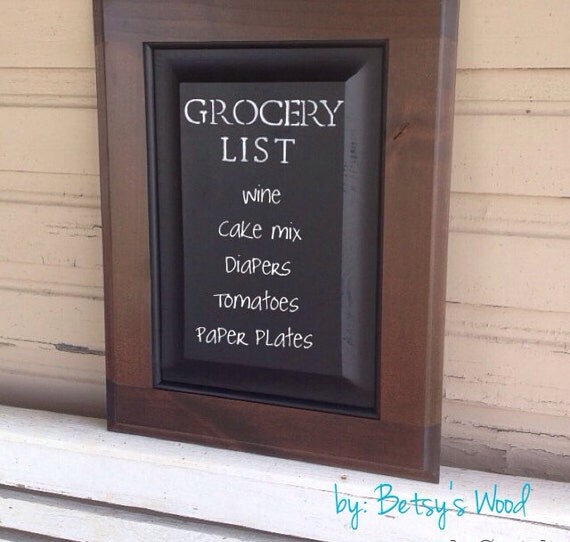 GROCERY
LIST
wine
cake mix
Diapers
Tomatoes
Paper Plates
by: Betsy's Wood